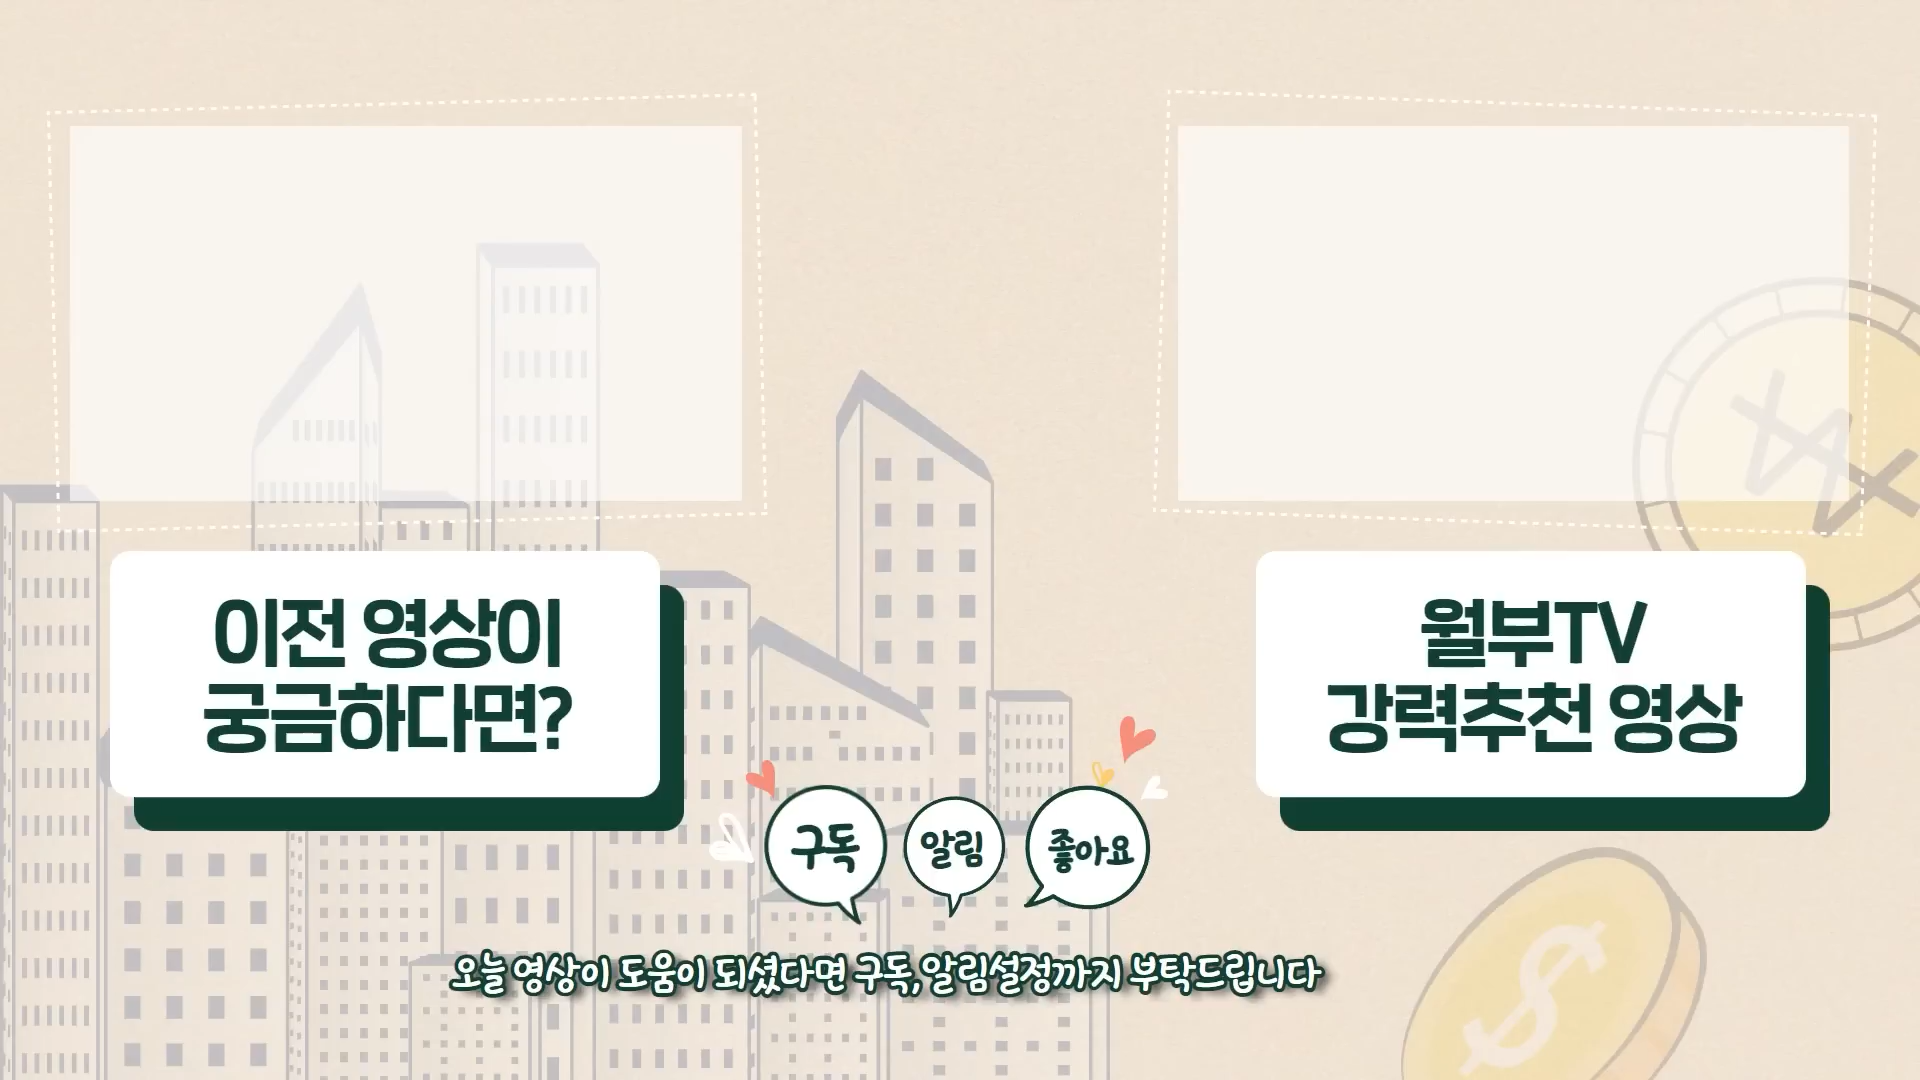 이전 영상이
궁금하다면?
월부TV
강력추천 영상
구독
알림
좋아요
오늘 영상이 도움이 되셨다면 구독,알림설정까지 부탁드립니다